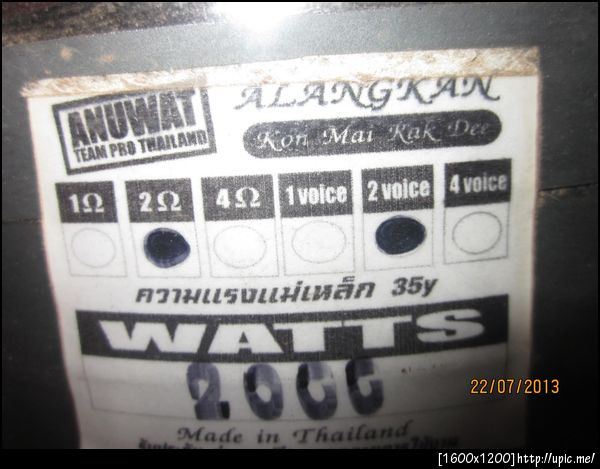 ANUWAT
TEAM PRO THAILAND
ALANGKAN
Kon Mai Rak Dee
1Ω 2Ω 4Ω 1 voice 2 voice 4 voice
ความแรงแม่เหล็ก 35y
WATTS
2000
Made in Thailand
22/07/2013
[1600x1200]http://upic.me/